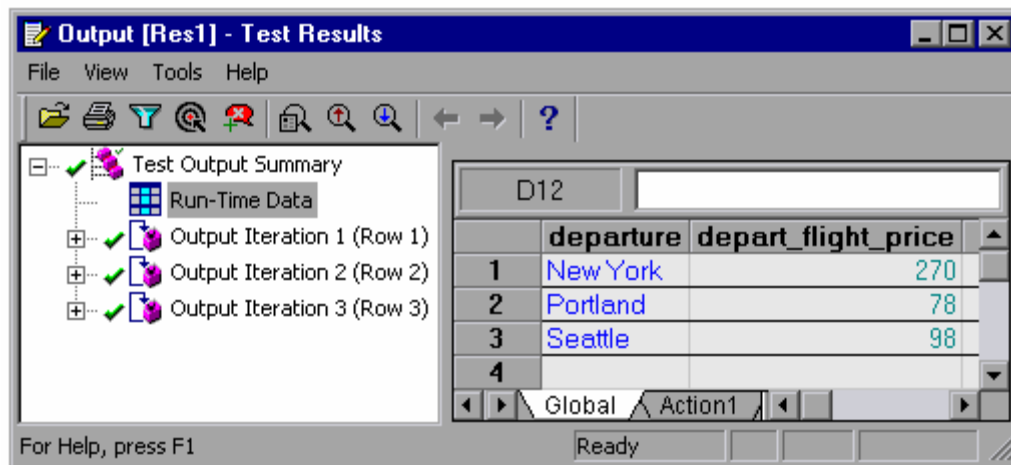 Output [Res1] - Test Results
File View Tools Help
?
Test Output Summary
Run-Time Data
Output Iteration 1 (Row 1)
Output Iteration 2 (Row 2)
Output Iteration 3 (Row 3)
D12
departure depart_flight_price
1 New York 270
2 Portland 78
3 Seattle 98
4
Global Action1
For Help, press F1 Ready